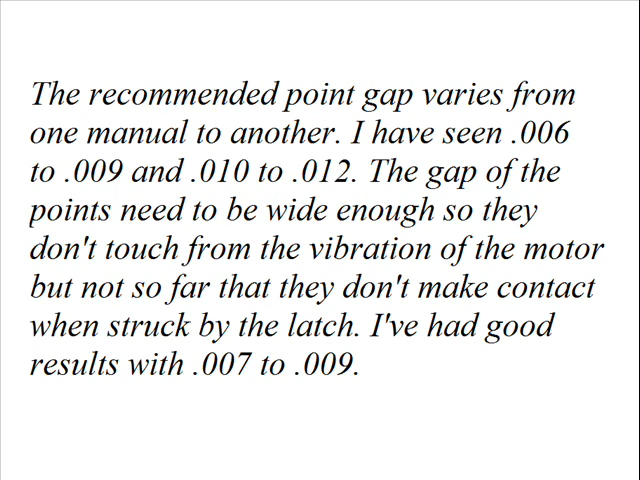 The recommended point gap varies from
one manual to another. I have seen .006
to .009 and .010 to .012. The gap of the
points need to be wide enough so they
don't touch from the vibration of the motor
but not so far that they don't make contact
when struck by the latch. I've had good
results with .007 to .009.